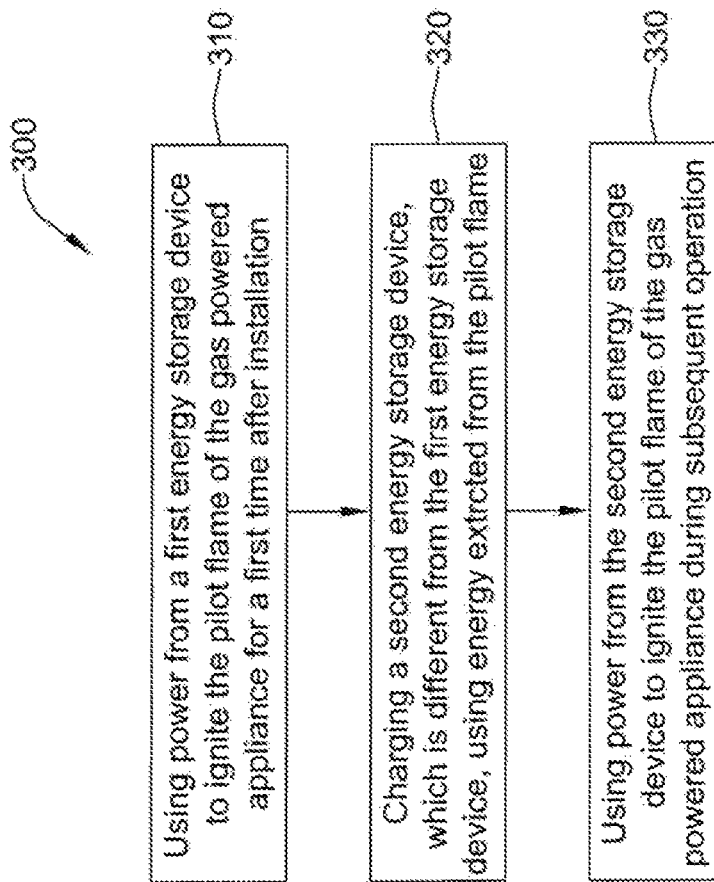 300
Using power from a first energy storage device
to ignite the pilot flame of the gas powered
appliance for a first time after installation
310
Charging a second energy storage device,
which is different from the first energy storage
device, using energy extrcted from the pilot flame
320
Using power from the second energy storage
device to ignite the pilot flame of the gas
powered appliance during subsequent operation
330